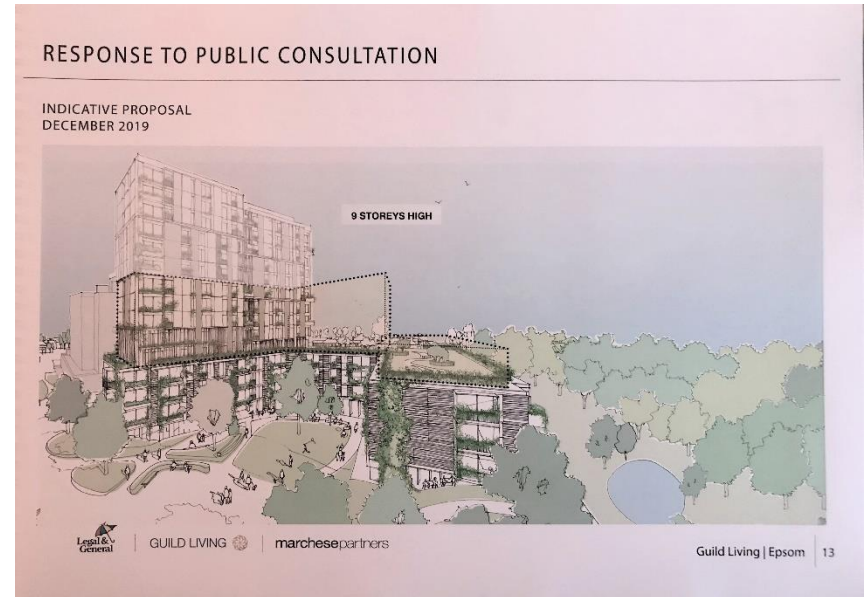 RESPONSE TO PUBLIC CONSULTATION
INDICATIVE PROPOSAL
DECEMBER 2019
9 STOREYS HIGH
Legal &
General
GUILD LIVING
marchesepartners
Guild Living | Epsom 13